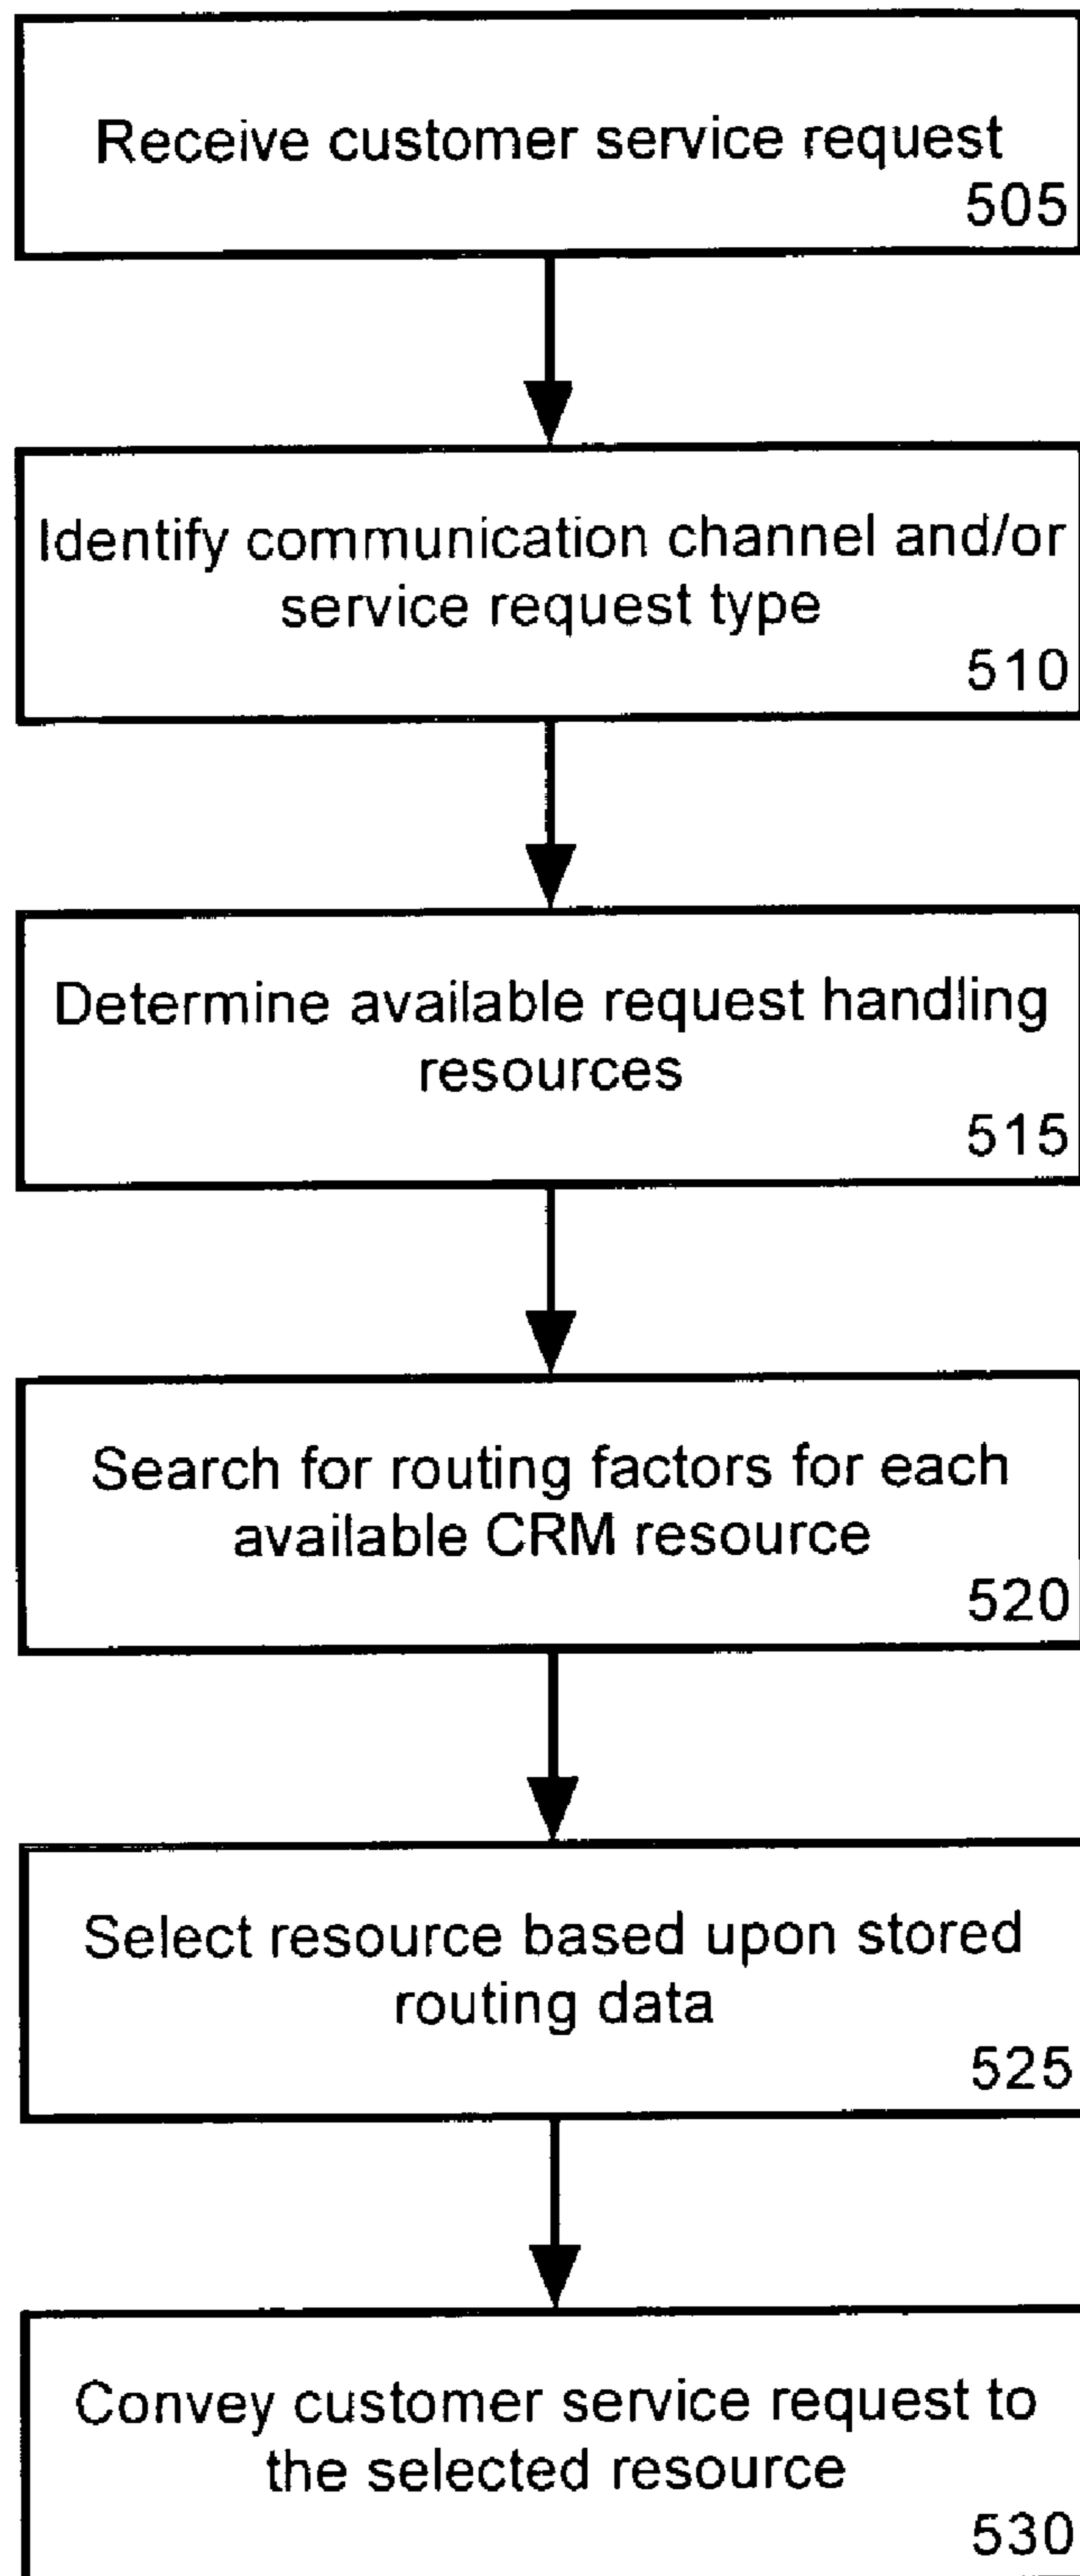 Receive customer service request
505
Identify communication channel and/or
service request type
510
Determine available request handling
resources
515
Search for routing factors for each
available CRM resource
520
Select resource based upon stored
routing data
525
Convey customer service request to
the selected resource
530